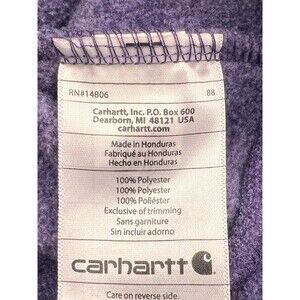 RN#14806 88
Carhartt, Inc. P.O. Box 600
Dearborn, MI 48121 USA
carhartt.com
Made in Honduras
Fabriqué au Honduras
Hecho en Honduras
100% Polyester
100% Polyester
100% Poliéster
Exclusive of trimming
Sans garniture
Sin incluir adorno
carhartt
Care on reverse side.